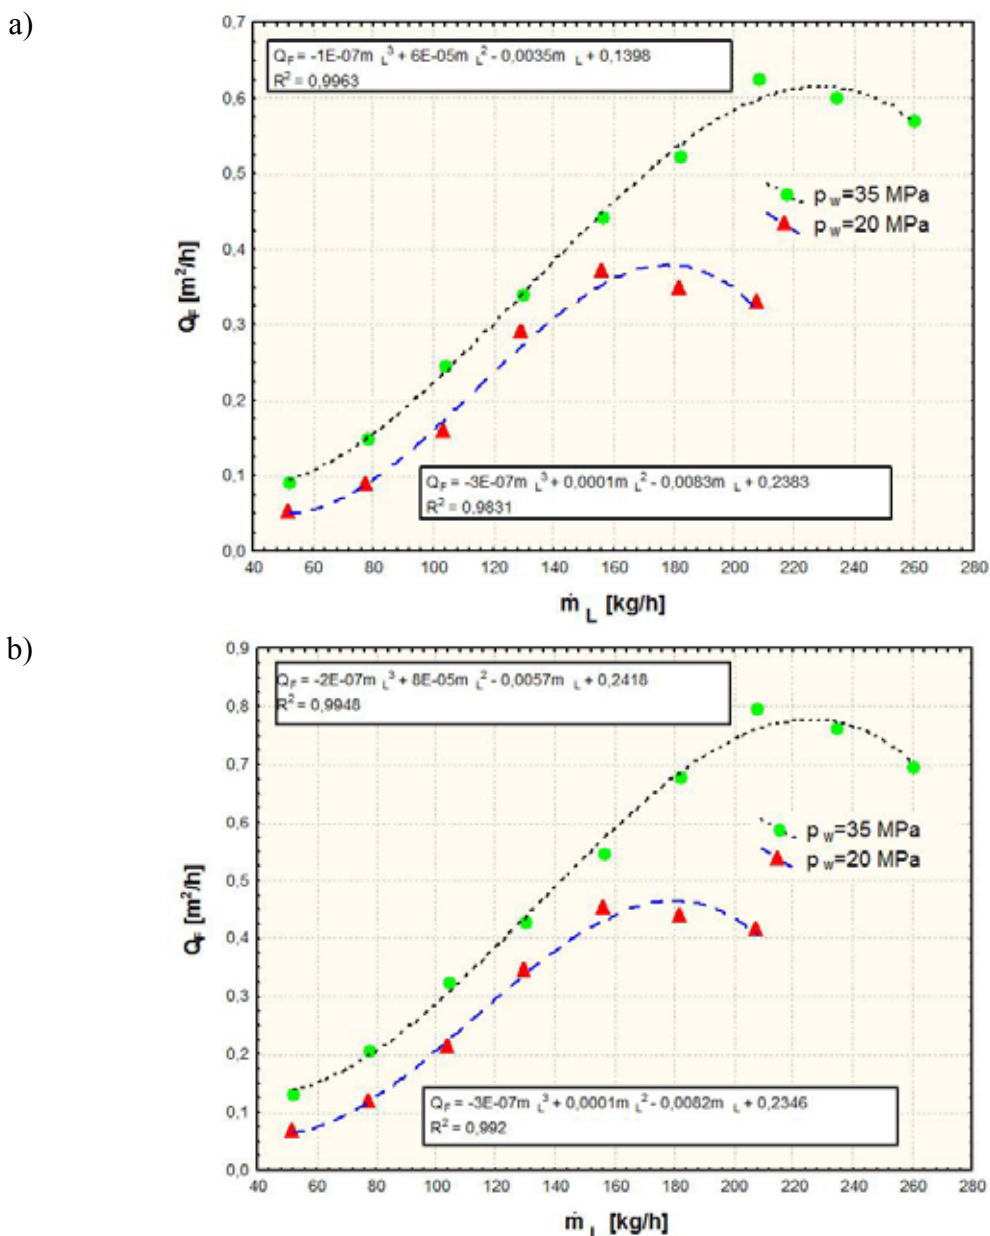 a)
0,7
Q_F = -1E-07m_L^3 + 6E-05m_L^2 - 0,0035m_L + 0,1398
R^2 = 0,9963
0,6
0,5
p_w=35 MPa
p_w=20 MPa
0,4
Q_F [m^2/h]
0,3
0,2
0,1
Q_F = -3E-07m_L^3 + 0,0001m_L^2 - 0,0083m_L + 0,2383
R^2 = 0,9831
0,0
40 60 80 100 120 140 160 180 200 220 240 260 280
ṁ_L [kg/h]
b)
0,9
Q_F = -2E-07m_L^3 + 8E-05m_L^2 - 0,0057m_L + 0,2418
R^2 = 0,9948
0,8
0,7
0,6
p_w=35 MPa
p_w=20 MPa
0,5
Q_F [m^2/h]
0,4
0,3
0,2
0,1
Q_F = -3E-07m_L^3 + 0,0001m_L^2 - 0,0082m_L + 0,2346
R^2 = 0,992
0,0
40 60 80 100 120 140 160 180 200 220 240 260 280
ṁ_L [kg/h]